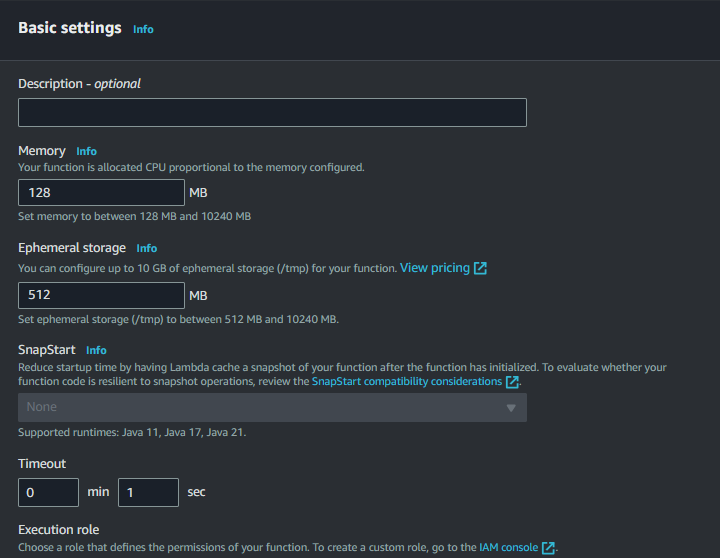 Basic settings Info
Description - optional
Memory Info
Your function is allocated CPU proportional to the memory configured.
128 MB
Set memory to between 128 MB and 10240 MB
Ephemeral storage Info
You can configure up to 10 GB of ephemeral storage (/tmp) for your function. View pricing
512 MB
Set ephemeral storage (/tmp) to between 512 MB and 10240 MB.
SnapStart Info
Reduce startup time by having Lambda cache a snapshot of your function after the function has initialized. To evaluate whether your
function code is resilient to snapshot operations, review the SnapStart compatibility considerations.
None
Supported runtimes: Java 11, Java 17, Java 21.
Timeout
0 min 1 sec
Execution role
Choose a role that defines the permissions of your function. To create a custom role, go to the IAM console.